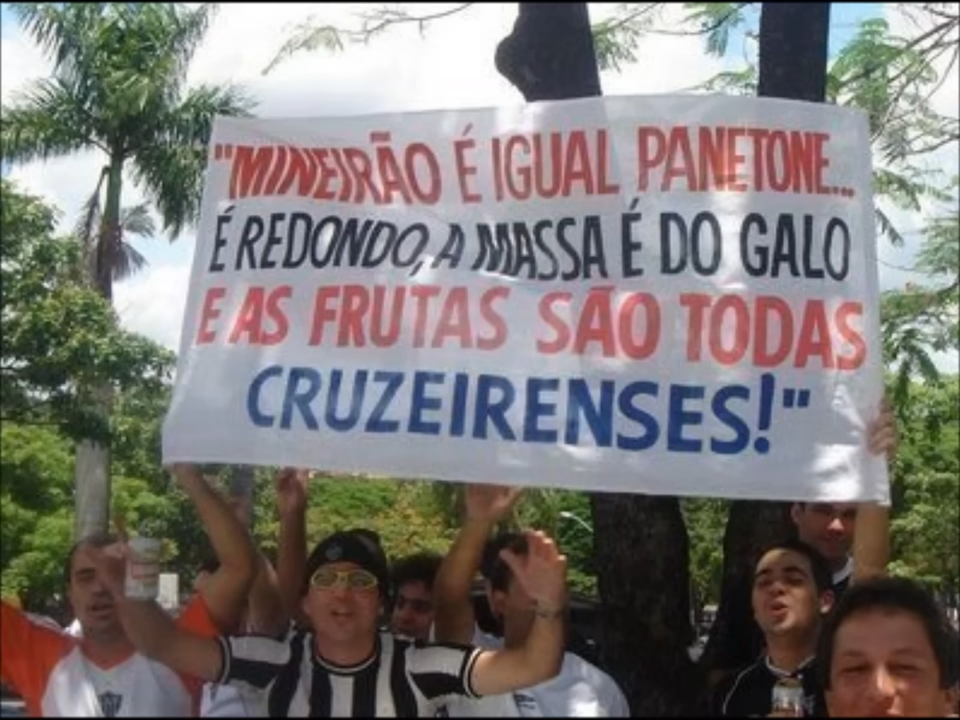 "MINEIRÃO É IGUAL PANETONE...
É REDONDO, A MASSA É DO GALO
E AS FRUTAS SÃO TODAS
CRUZEIRENSES!"